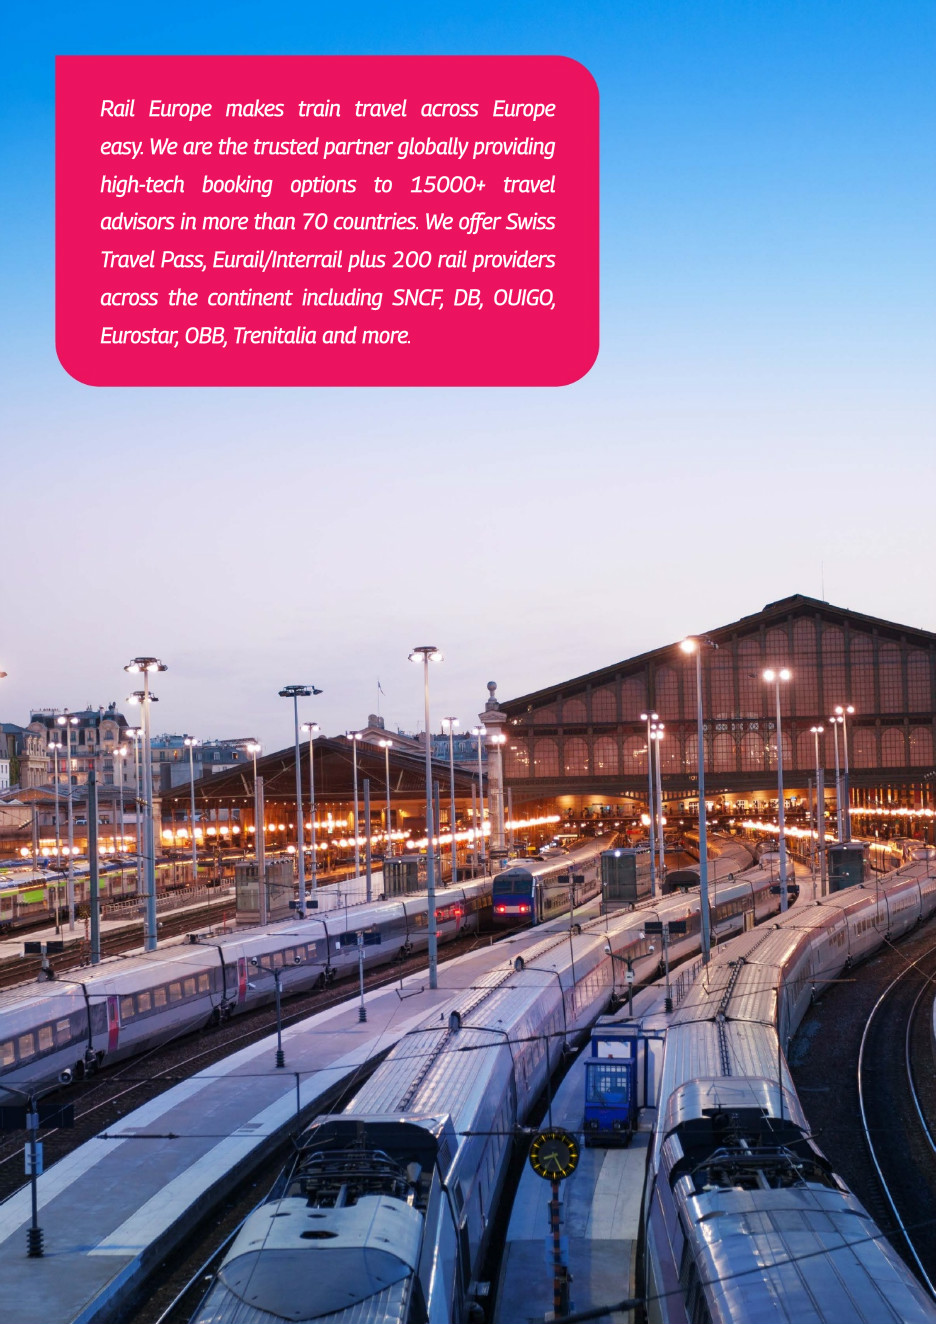 Rail Europe makes train travel across Europe
easy. We are the trusted partner globally providing
high-tech booking options to 15000+ travel
advisors in more than 70 countries. We offer Swiss
Travel Pass, Eurail/Interrail plus 200 rail providers
across the continent including SNCF, DB, OUIGO,
Eurostar, OBB, Trenitalia and more.